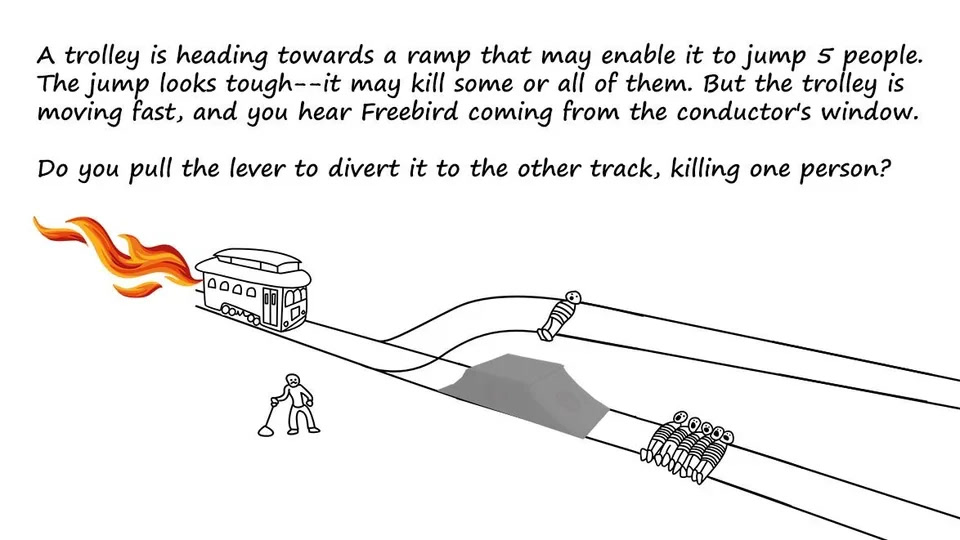 A trolley is heading towards a ramp that may enable it to jump 5 people.
The jump looks tough--it may kill some or all of them. But the trolley is
moving fast, and you hear Freebird coming from the conductor's window.
Do you pull the lever to divert it to the other track, killing one person?